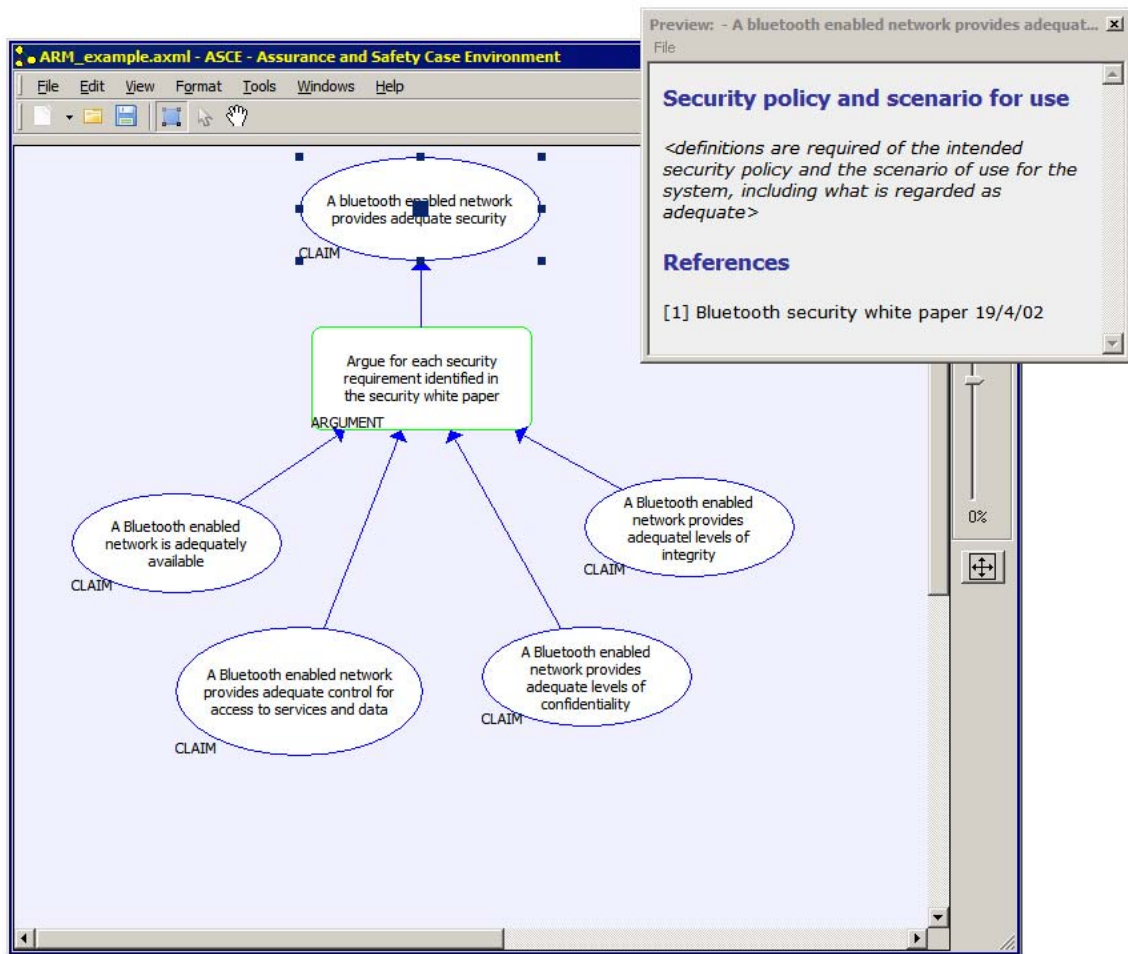 Preview: - A bluetooth enabled network provides adequat...
File
Security policy and scenario for use
<definitions are required of the intended
security policy and the scenario of use for the
system, including what is regarded as
adequate>
References
[1] Bluetooth security white paper 19/4/02
ARM_example.axml - ASCE - Assurance and Safety Case Environment
File Edit View Format Tools Windows Help
A bluetooth enabled network
provides adequate security
CLAIM
Argue for each security
requirement identified in
the security white paper
ARGUMENT
A Bluetooth enabled
network is adequately
available
CLAIM
A Bluetooth enabled
network provides
adequatel levels of
integrity
CLAIM
0%
A Bluetooth enabled network
provides adequate control for
access to services and data
CLAIM
A Bluetooth enabled
network provides
adequate levels of
confidentiality
CLAIM